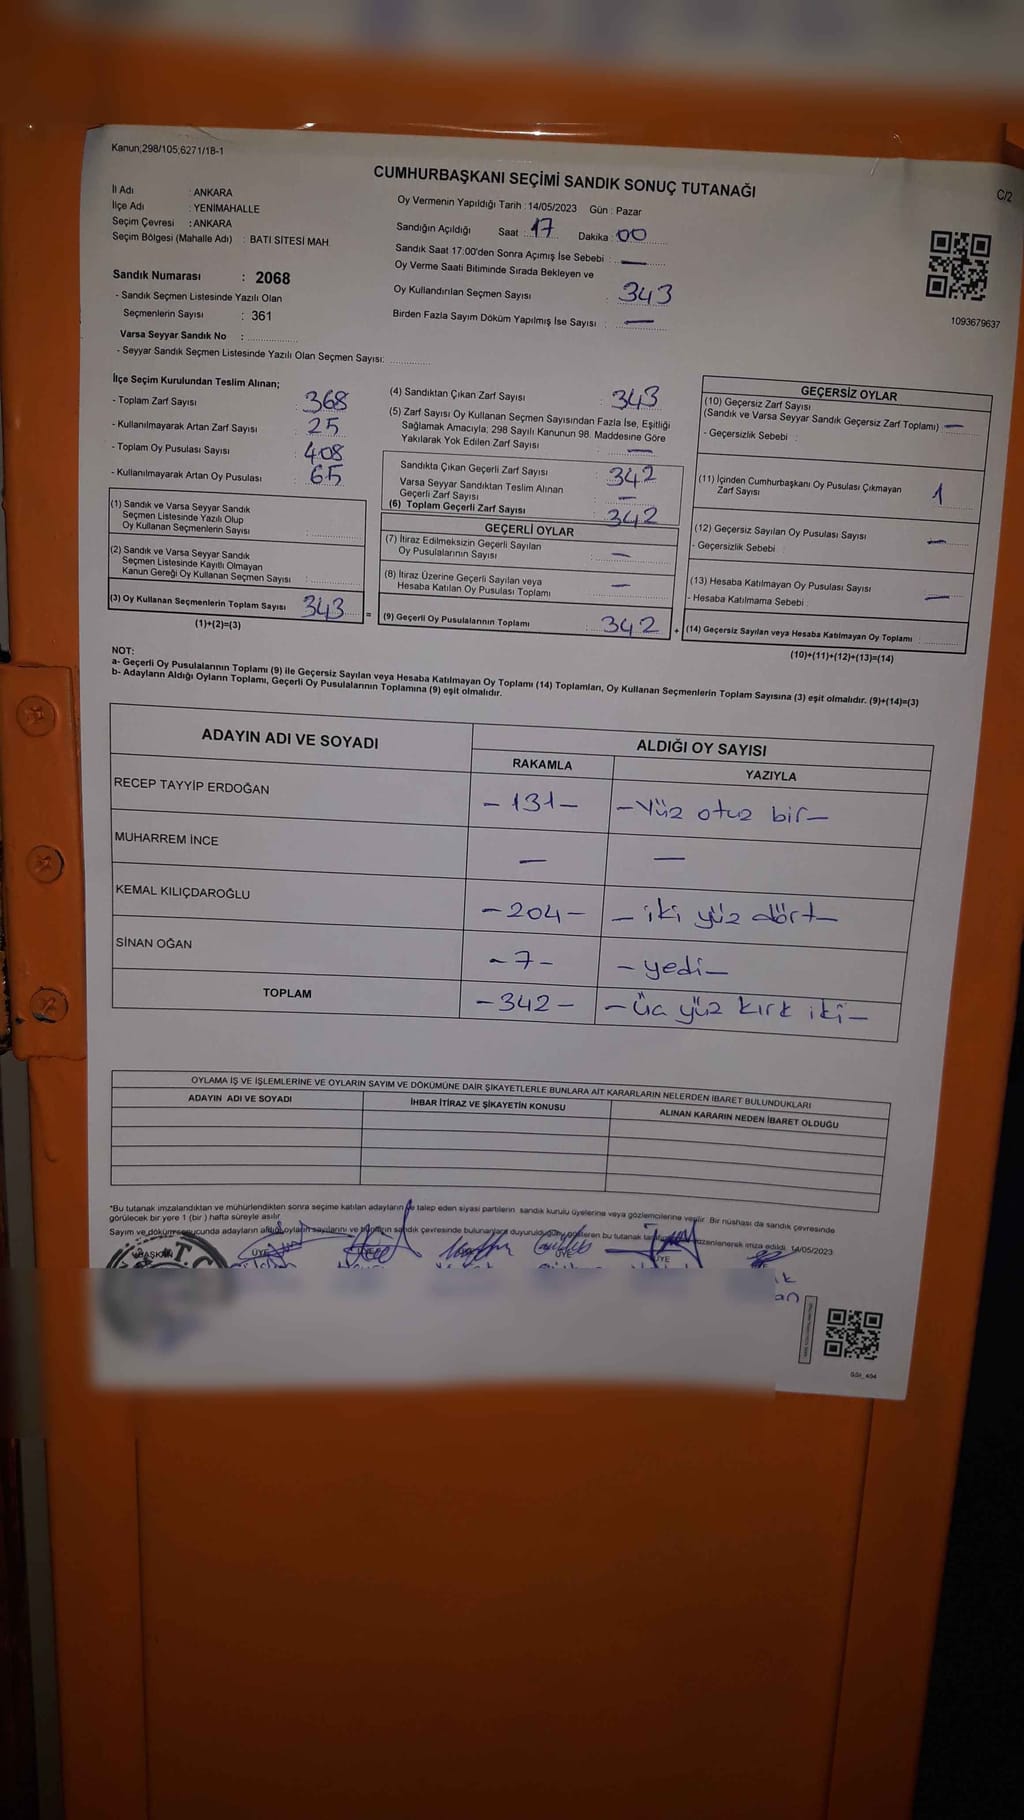 Kanun;298/105;6271/18-1
C/2
CUMHURBAŞKANI SEÇİMİ SANDIK SONUÇ TUTANAĞI
İl Adı : ANKARA
İlçe Adı : YENİMAHALLE
Seçim Çevresi : ANKARA
Seçim Bölgesi (Mahalle Adı) : BATI SİTESİ MAH.
Sandık Numarası : 2068
- Sandık Seçmen Listesinde Yazılı Olan
Seçmenlerin Sayısı : 361
Varsa Seyyar Sandık No :
- Seyyar Sandık Seçmen Listesinde Yazılı Olan Seçmen Sayısı:
Oy Vermenin Yapıldığı Tarih : 14/05/2023 Gün : Pazar
Sandığın Açıldığı Saat : 17 Dakika : 00
Sandık Saat 17:00'den Sonra Açımış İse Sebebi : —
Oy Verme Saati Bitiminde Sırada Bekleyen ve
Oy Kullandırılan Seçmen Sayısı : 343
Birden Fazla Sayım Döküm Yapılmış İse Sayısı : —
1093679637
İlçe Seçim Kurulundan Teslim Alınan;
- Toplam Zarf Sayısı : 368
- Kullanılmayarak Artan Zarf Sayısı : 25
- Toplam Oy Pusulası Sayısı : 408
- Kullanılmayarak Artan Oy Pusulası : 65
(1) Sandık ve Varsa Seyyar Sandık
Seçmen Listesinde Yazılı Olup
Oy Kullanan Seçmenlerin Sayısı :
(2) Sandık ve Varsa Seyyar Sandık
Seçmen Listesinde Kayıtlı Olmayan
Kanun Gereği Oy Kullanan Seçmen Sayısı :
(3) Oy Kullanan Seçmenlerin Toplam Sayısı : 343
(1)+(2)=(3)
=
(4) Sandıktan Çıkan Zarf Sayısı : 343
(5) Zarf Sayısı Oy Kullanan Seçmen Sayısından Fazla İse, Eşitliği
Sağlamak Amacıyla; 298 Sayılı Kanunun 98. Maddesine Göre
Yakılarak Yok Edilen Zarf Sayısı : —
Sandıkta Çıkan Geçerli Zarf Sayısı : 342
Varsa Seyyar Sandıktan Teslim Alınan
Geçerli Zarf Sayısı : —
(6) Toplam Geçerli Zarf Sayısı : 342
GEÇERLİ OYLAR
(7) İtiraz Edilmeksizin Geçerli Sayılan
Oy Pusulalarının Sayısı : —
(8) İtiraz Üzerine Geçerli Sayılan veya
Hesaba Katılan Oy Pusulası Toplamı : —
(9) Geçerli Oy Pusulalarının Toplamı : 342
+
GEÇERSİZ OYLAR
(10) Geçersiz Zarf Sayısı
(Sandık ve Varsa Seyyar Sandık Geçersiz Zarf Toplamı) —
- Geçersizlik Sebebi :
(11) İçinden Cumhurbaşkanı Oy Pusulası Çıkmayan
Zarf Sayısı 1
(12) Geçersiz Sayılan Oy Pusulası Sayısı —
- Geçersizlik Sebebi :
(13) Hesaba Katılmayan Oy Pusulası Sayısı
- Hesaba Katılmama Sebebi : —
(14) Geçersiz Sayılan veya Hesaba Katılmayan Oy Toplamı :
(10)+(11)+(12)+(13)=(14)
NOT:
a- Geçerli Oy Pusulalarının Toplamı (9) ile Geçersiz Sayılan veya Hesaba Katılmayan Oy Toplamı (14) Toplamları, Oy Kullanan Seçmenlerin Toplam Sayısına (3) eşit olmalıdır. (9)+(14)=(3)
b- Adayların Aldığı Oyların Toplamı, Geçerli Oy Pusulalarının Toplamına (9) eşit olmalıdır.
ADAYIN ADI VE SOYADI
ALDIĞI OY SAYISI
RAKAMLA
YAZIYLA
RECEP TAYYİP ERDOĞAN - 131 - - Yüz otuz bir -
MUHARREM İNCE — —
KEMAL KILIÇDAROĞLU - 204 - - iki yüz dört -
SİNAN OĞAN - 7 - - yedi -
TOPLAM - 342 - - üç yüz kırk iki -
OYLAMA İŞ VE İŞLEMLERİNE VE OYLARIN SAYIM VE DÖKÜMÜNE DAİR ŞİKAYETLERLE BUNLARA AİT KARARLARIN NELERDEN İBARET BULUNDUKLARI
ADAYIN ADI VE SOYADI
İHBAR İTİRAZ VE ŞİKAYETİN KONUSU
ALINAN KARARIN NEDEN İBARET OLDUĞU
*Bu tutanak imzalandıktan ve mühürlendikten sonra seçime katılan adayların ve talep eden siyasi partilerin sandık kurulu üyelerine veya gözlemcilerine verilir. Bir nüshası da sandık çevresinde
görülecek bir yere 1 (bir ) hafta süreyle asılır.
Sayım ve döküm sonucunda adayların aldığı oyların sayılarını ve bunların sandık çevresinde bulunanlara duyurulduğunu gösteren bu tutanak düzenlenerek imza edildi. 14/05/2023
BAŞKAN ÜYE ÜYE ÜYE ÜYE